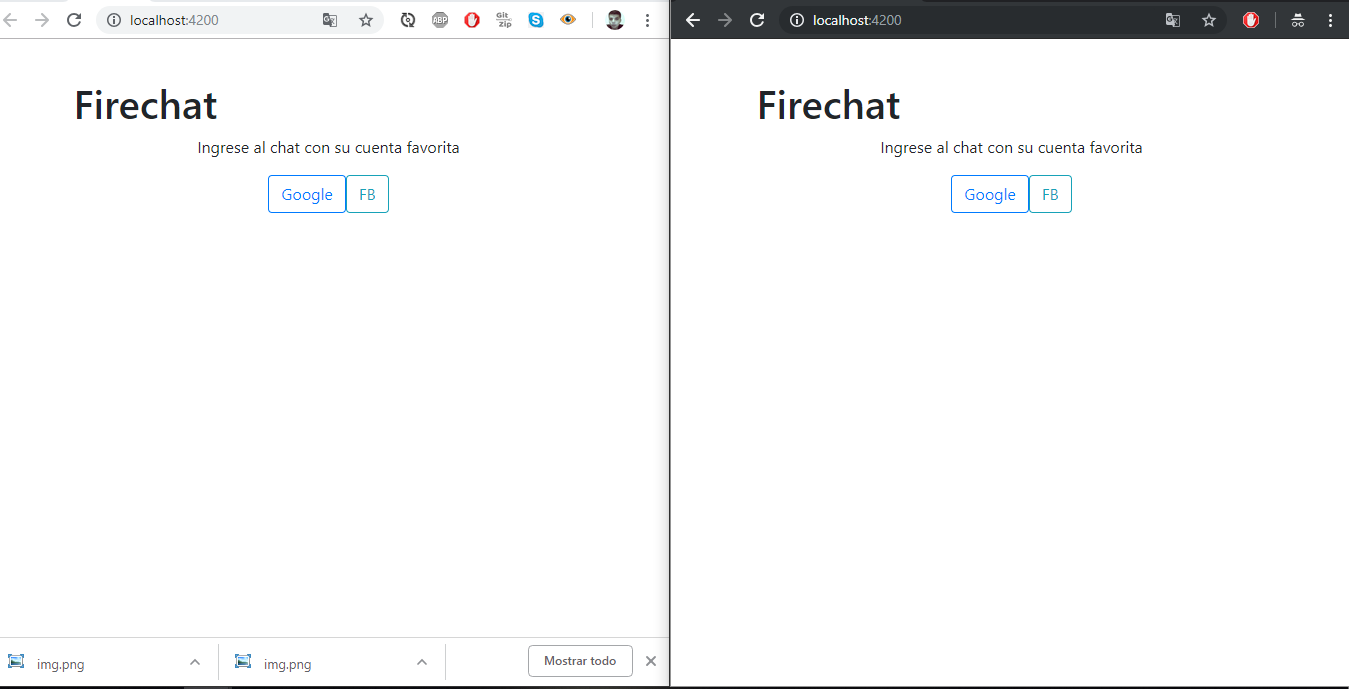 localhost:4200
ABP
Git
Zip
Firechat
Ingrese al chat con su cuenta favorita
Google
FB
img.png
img.png
Mostrar todo
localhost:4200
Firechat
Ingrese al chat con su cuenta favorita
Google
FB